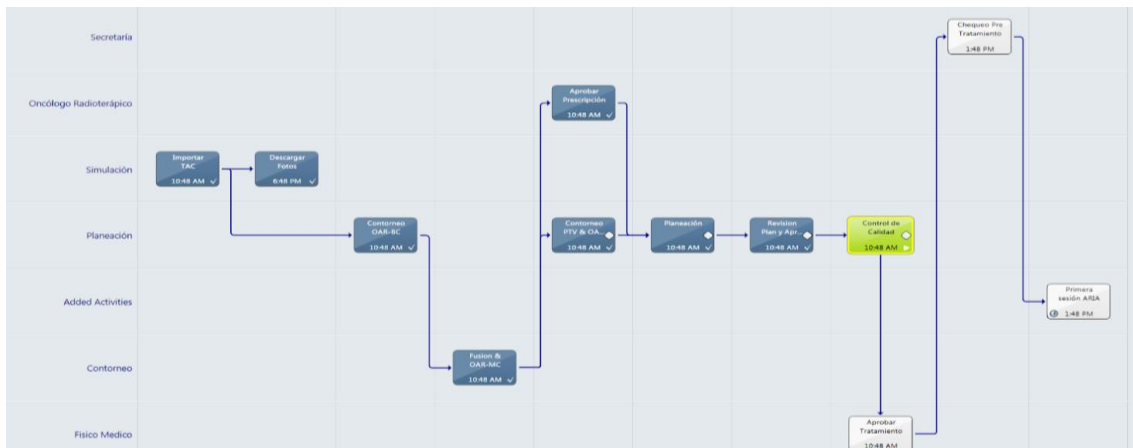 Secretaría
Chequeo Pre
Tratamiento
1:48 PM
Oncólogo Radioterápico
Aprobar
Prescripción
10:48 AM
Simulación
Importar
TAC
10:48 AM
Descargar
Fotos
6:48 PM
Planeación
Contorneo
OAR-BC
10:48 AM
Contorneo
PTV & OA...
10:48 AM
Planeación
10:48 AM
Revision
Plan y Apr...
10:48 AM
Control de
Calidad
10:48 AM
Added Activities
Primera
sesión ARIA
1:48 PM
Contorneo
Fusion &
OAR-MC
10:48 AM
Fisico Medico
Aprobar
Tratamiento
10:48 AM